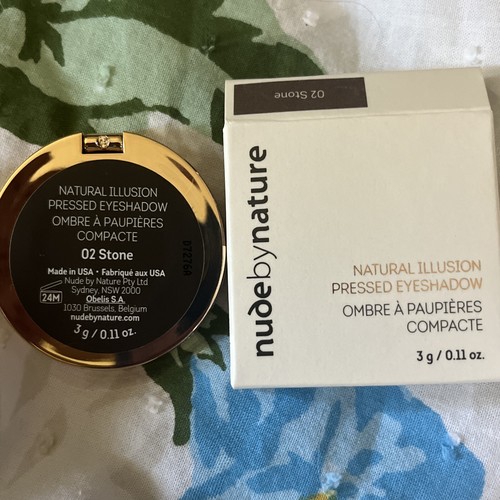 NATURAL ILLUSION
PRESSED EYESHADOW
OMBRE À PAUPIÈRES
COMPACTE
02 Stone
Made in USA • Fabriqué aux USA
Nude by Nature Pty Ltd
Sydney, NSW 2000
24M
Obelis S.A.
1030 Brussels, Belgium
nudebynature.com
3 g / 0.11 oz.
02 Stone
nudebynature
NATURAL ILLUSION
PRESSED EYESHADOW
OMBRE À PAUPIÈRES
COMPACTE
3 g / 0.11 oz.